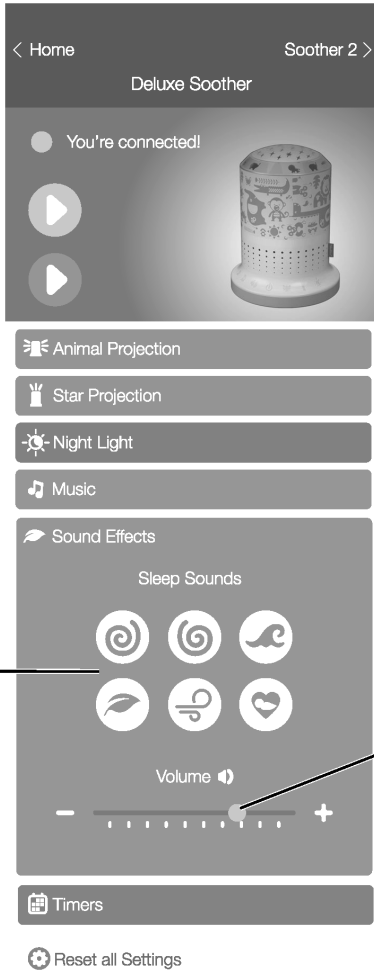 Home
Soother 2
Deluxe Soother
You're connected!
Animal Projection
Star Projection
Night Light
Music
Sound Effects
Sleep Sounds
Volume
Timers
Reset all Settings